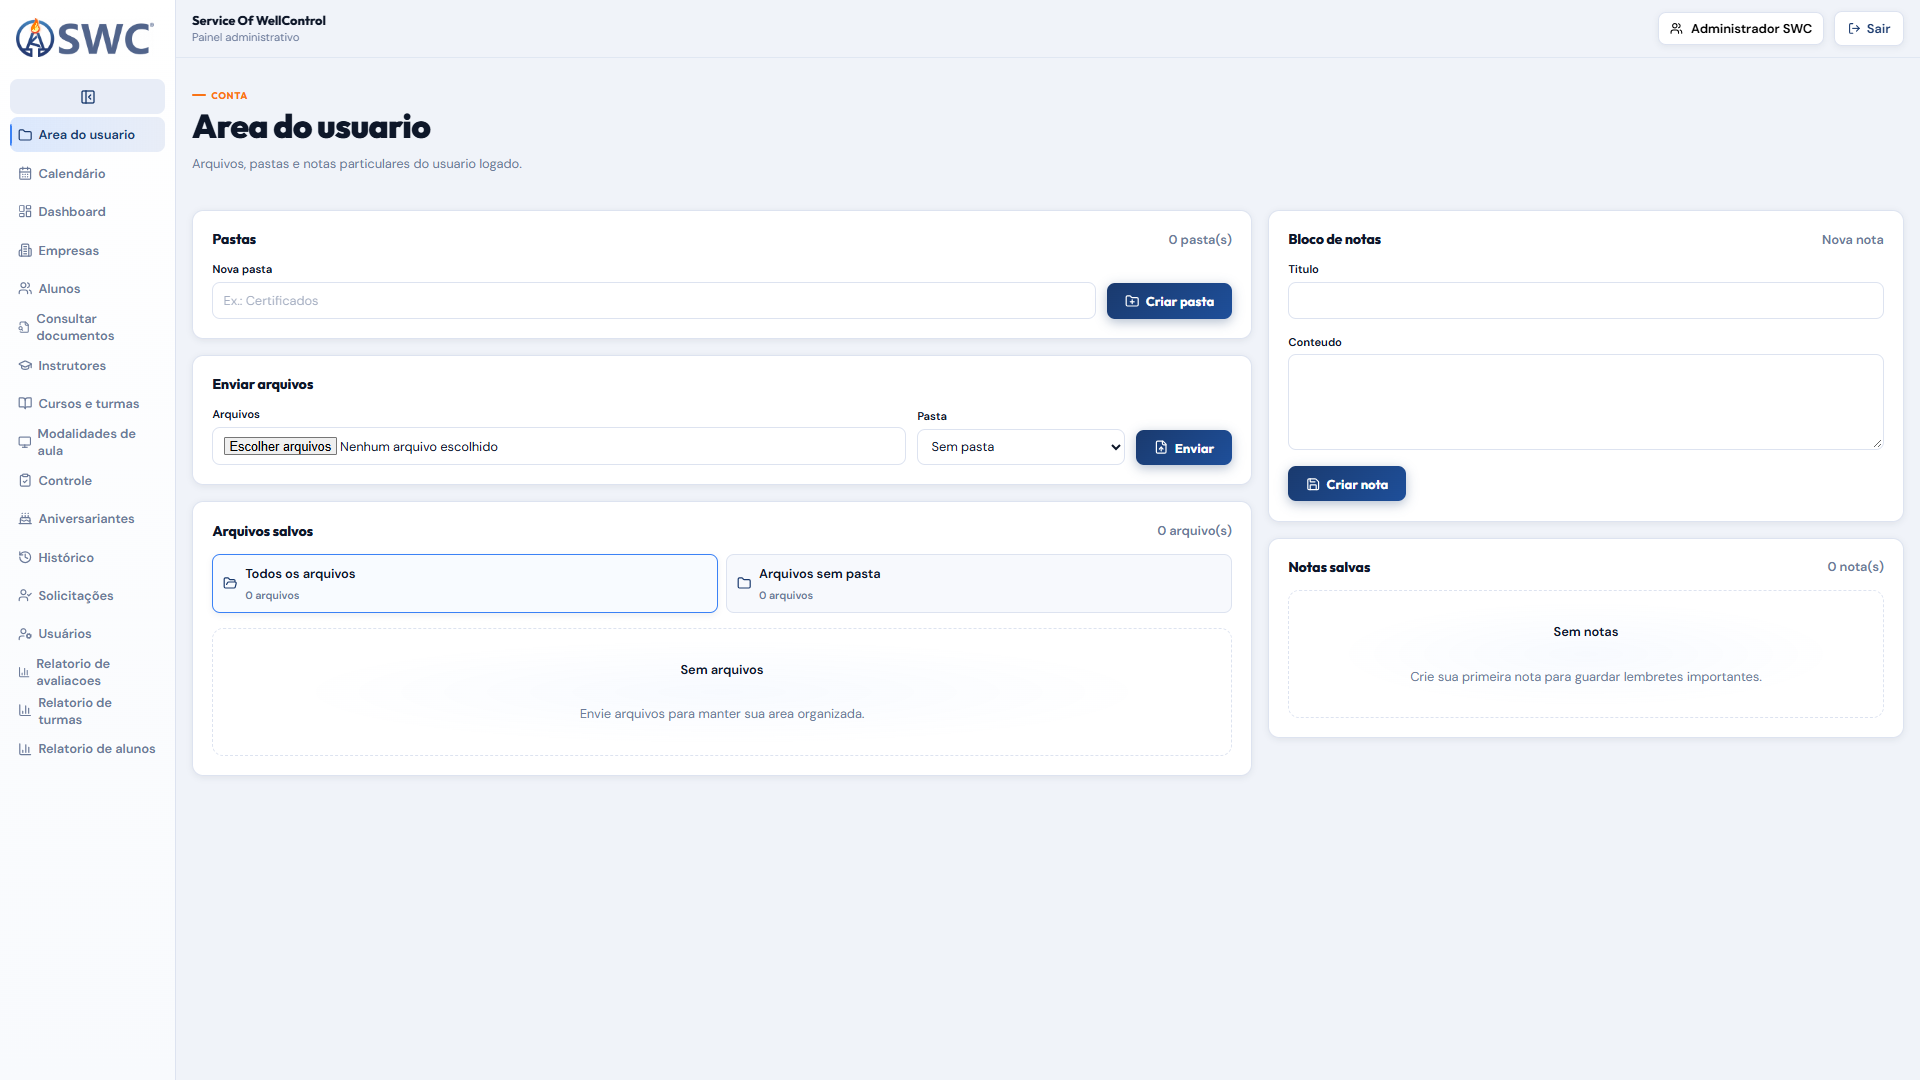 SWC
Service Of WellControl
Painel administrativo
Administrador SWC
Sair
Area do usuario
Calendário
Dashboard
Empresas
Alunos
Consultar
documentos
Instrutores
Cursos e turmas
Modalidades de
aula
Controle
Aniversariantes
Histórico
Solicitações
Usuários
Relatorio de
avaliacoes
Relatorio de
turmas
Relatorio de alunos
CONTA
Area do usuario
Arquivos, pastas e notas particulares do usuario logado.
Pastas
0 pasta(s)
Nova pasta
Ex.: Certificados
Criar pasta
Enviar arquivos
Arquivos
Escolher arquivos Nenhum arquivo escolhido
Pasta
Sem pasta
Enviar
Arquivos salvos
0 arquivo(s)
Todos os arquivos
0 arquivos
Arquivos sem pasta
0 arquivos
Sem arquivos
Envie arquivos para manter sua area organizada.
Bloco de notas
Nova nota
Titulo
Conteudo
Criar nota
Notas salvas
0 nota(s)
Sem notas
Crie sua primeira nota para guardar lembretes importantes.